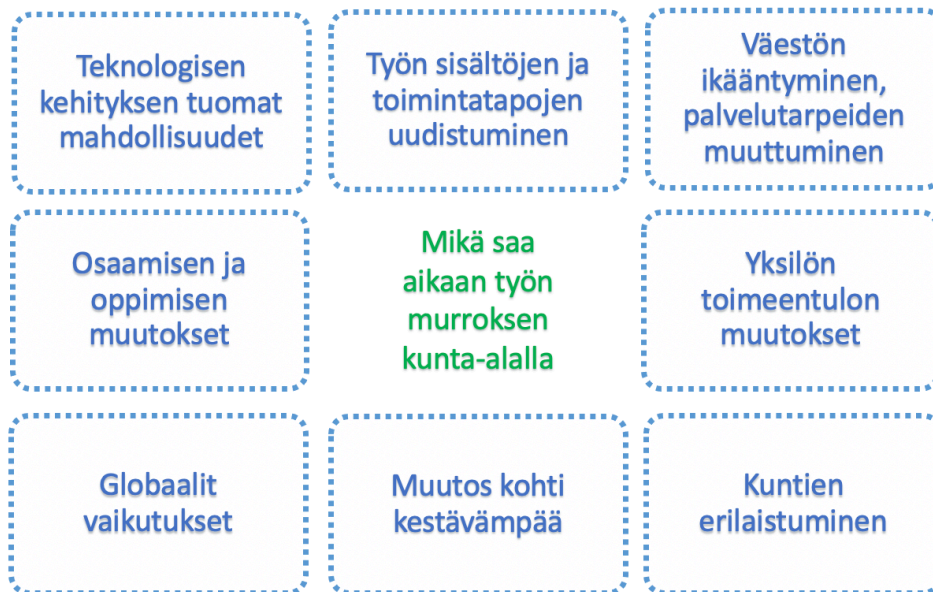 Teknologisen
kehityksen tuomat
mahdollisuudet
Työn sisältöjen ja
toimintatapojen
uudistuminen
Väestön
ikääntyminen,
palvelutarpeiden
muuttuminen
Osaamisen ja
oppimisen
muutokset
Mikä saa
aikaan työn
murroksen
kunta-alalla
Yksilön
toimeentulon
muutokset
Globaalit
vaikutukset
Muutos kohti
kestävämpää
Kuntien
erilaistuminen